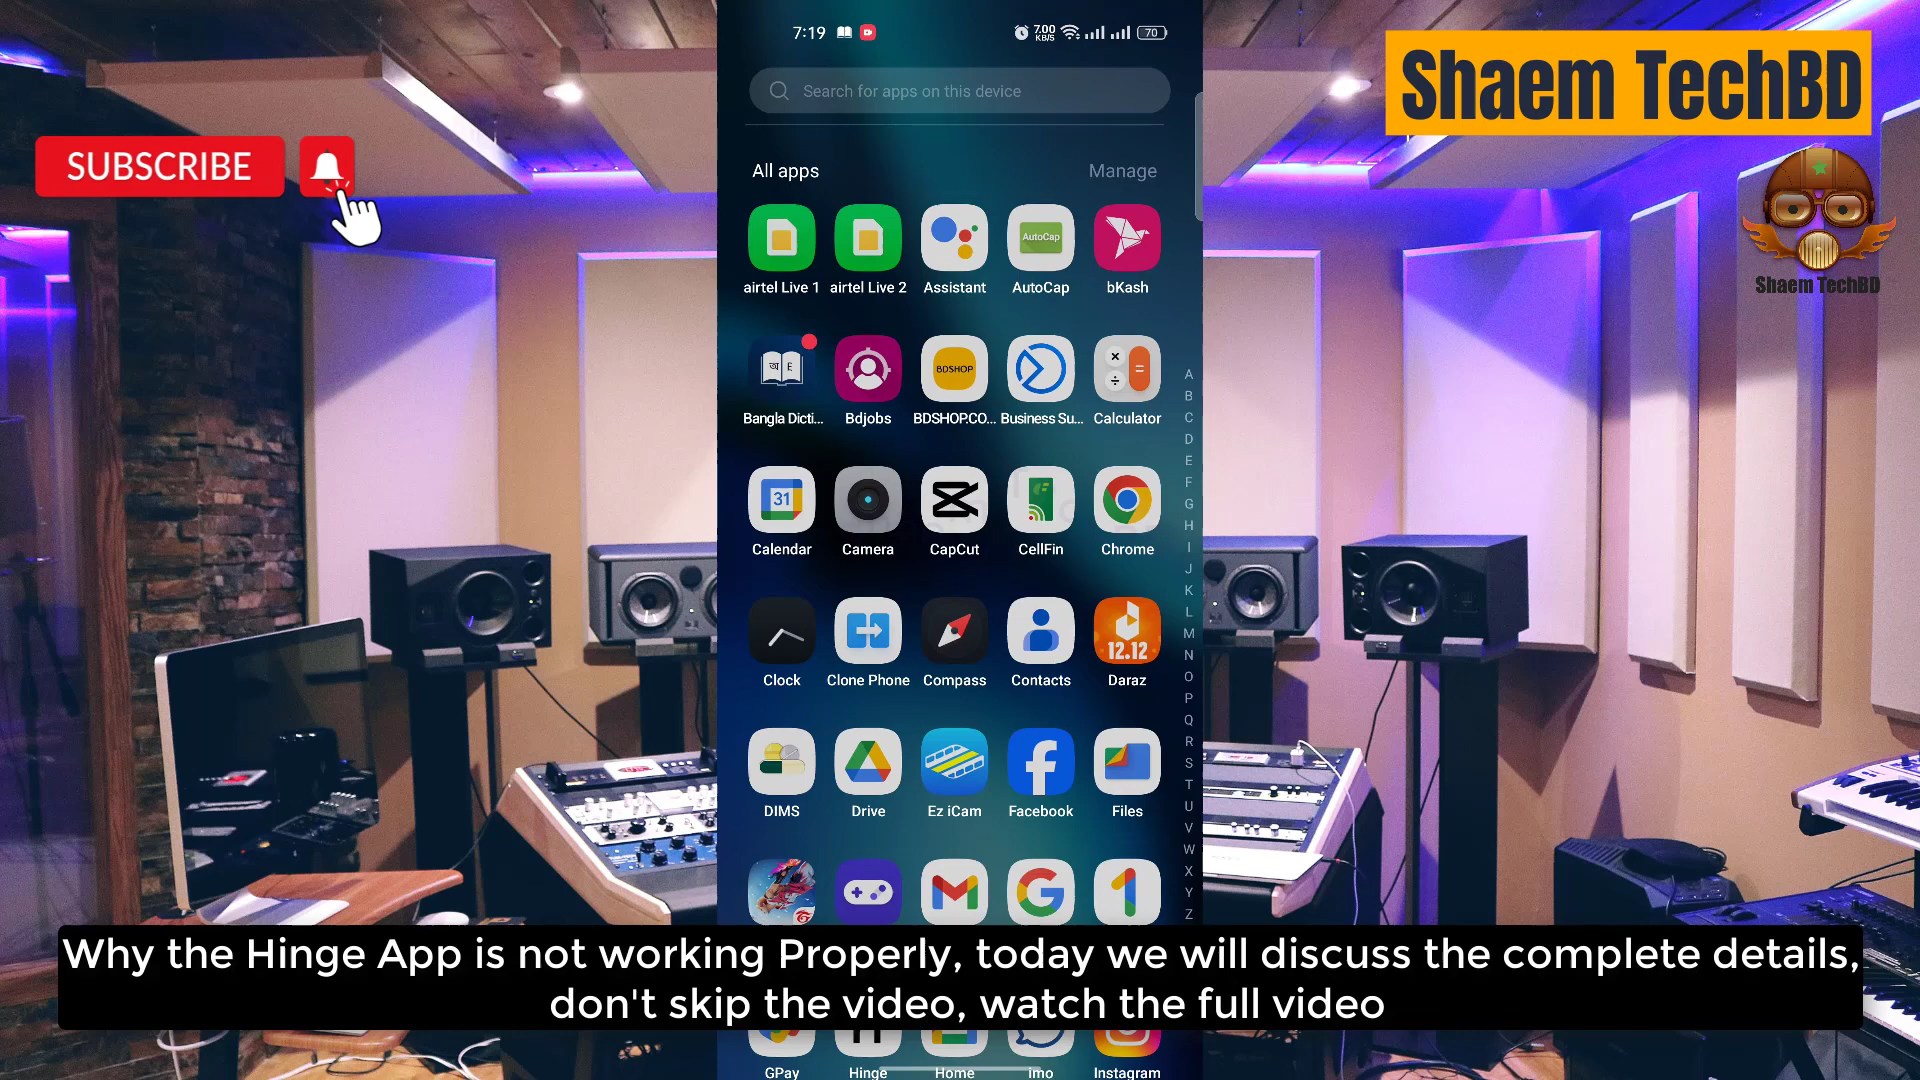 7:19
7.00
KB/S
70
Shaem TechBD
Search for apps on this device
SUBSCRIBE
All apps
Manage
Shaem TechBD
AutoCap
airtel Live 1
airtel Live 2
Assistant
AutoCap
bKash
অ E
BDSHOP
Bangla Dicti...
Bdjobs
BDSHOP.CO...
Business Su...
Calculator
31
Calendar
Camera
CapCut
CellFin
Chrome
12.12
Clock
Clone Phone
Compass
Contacts
Daraz
DIMS
Drive
Ez iCam
Facebook
Files
A
B
C
D
E
F
G
H
I
J
K
L
M
N
O
P
Q
R
S
T
U
V
W
X
Y
Z
Why the Hinge App is not working Properly, today we will discuss the complete details,
don't skip the video, watch the full video
GPay
Hinge
Home
imo
Instagram